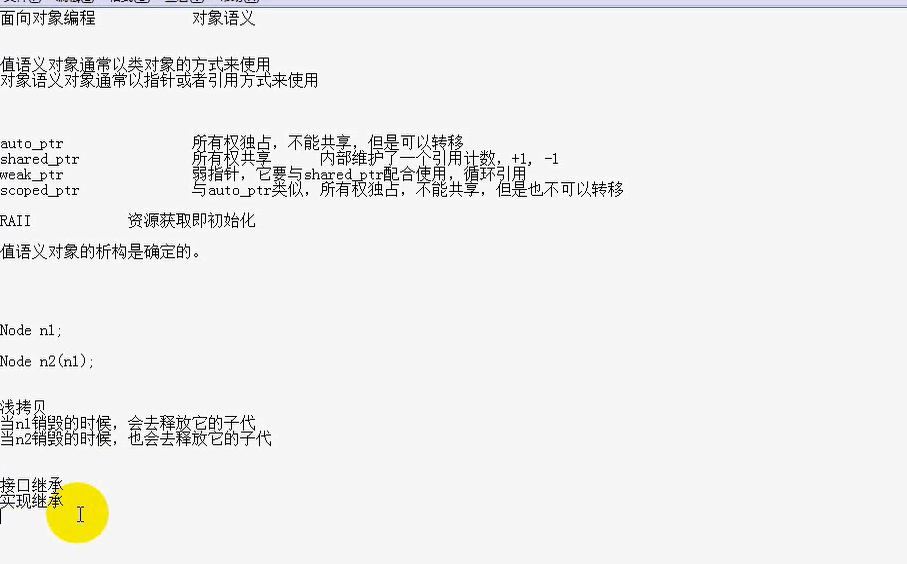 面向对象编程 对象语义
值语义对象通常以类对象的方式来使用
对象语义对象通常以指针或者引用方式来使用
auto_ptr 所有权独占，不能共享，但是可以转移
shared_ptr 所有权共享 内部维护了一个引用计数，+1，-1
weak_ptr 弱指针，它要与shared_ptr配合使用，循环引用
scoped_ptr 与auto_ptr类似，所有权独占，不能共享，但是也不可以转移
RAII 资源获取即初始化
值语义对象的析构是确定的。
Node n1;
Node n2(n1);
浅拷贝
当n1销毁的时候，会去释放它的子代
当n2销毁的时候，也会去释放它的子代
接口继承
实现继承